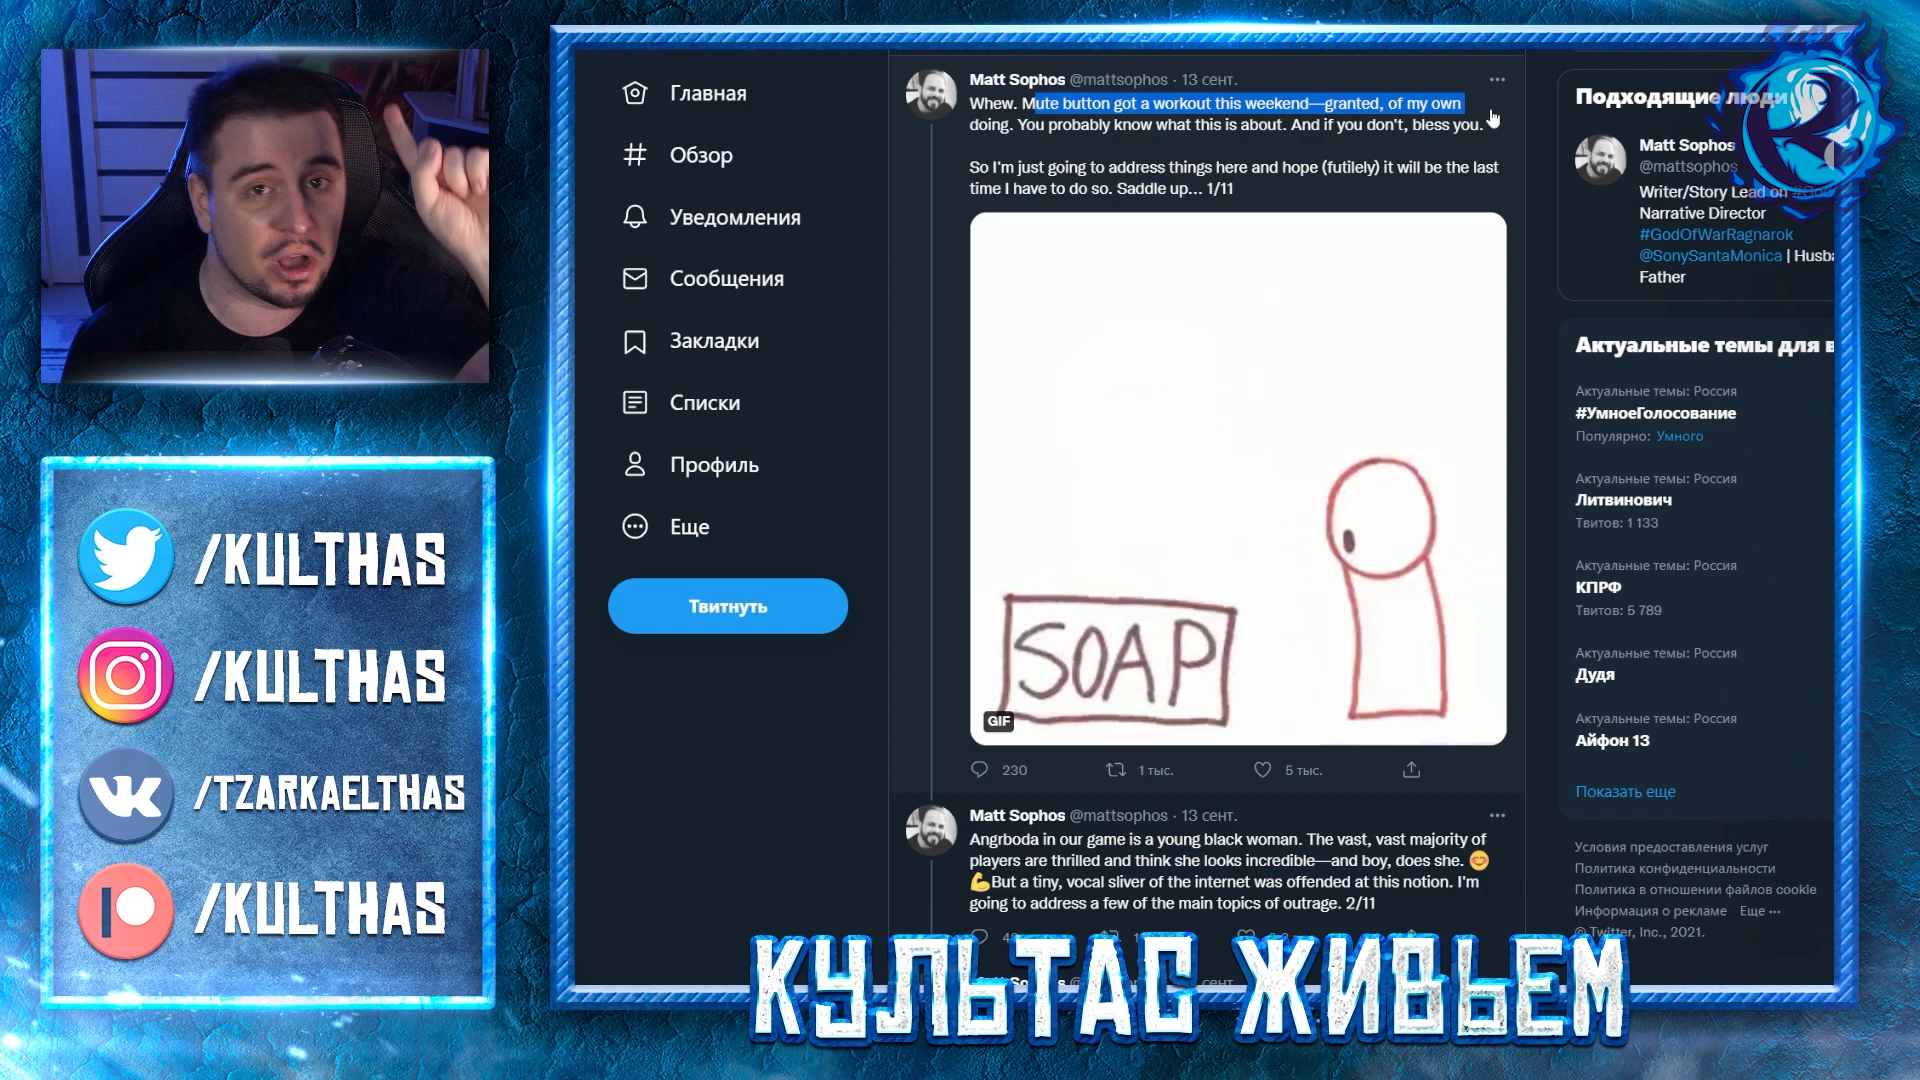 /KULTHAS
/KULTHAS
/TZARKAELTHAS
/KULTHAS
Главная
Обзор
Уведомления
Сообщения
Закладки
Списки
Профиль
Еще
Твитнуть
Matt Sophos @mattsophos · 13 сент.
Whew. Mute button got a workout this weekend—granted, of my own
doing. You probably know what this is about. And if you don't, bless you.
So I'm just going to address things here and hope (futilely) it will be the last
time I have to do so. Saddle up... 1/11
SOAP
GIF
230
1 тыс.
5 тыс.
Matt Sophos @mattsophos · 13 сент.
Angrboda in our game is a young black woman. The vast, vast majority of
players are thrilled and think she looks incredible—and boy, does she. 😊
💪But a tiny, vocal sliver of the internet was offended at this notion. I'm
going to address a few of the main topics of outrage. 2/11
Подходящие люди
Matt Sophos
@mattsophos
Writer/Story Lead on
Narrative Director
#GodOfWarRagnarok
@SonySantaMonica |
Father
Актуальные темы для
Актуальные темы: Россия
#УмноеГолосование
Популярно: Умного
Актуальные темы: Россия
Литвинович
Твитов: 1 133
Актуальные темы: Россия
КПРФ
Твитов: 5 789
Актуальные темы: Россия
Дудя
Актуальные темы: Россия
Айфон 13
Показать еще
Условия предоставления услуг
Политика конфиденциальности
Политика в отношении файлов cookie
Информация о рекламе Еще ···
© Twitter, Inc., 2021.
КУЛЬТАС ЖИВЬЕМ